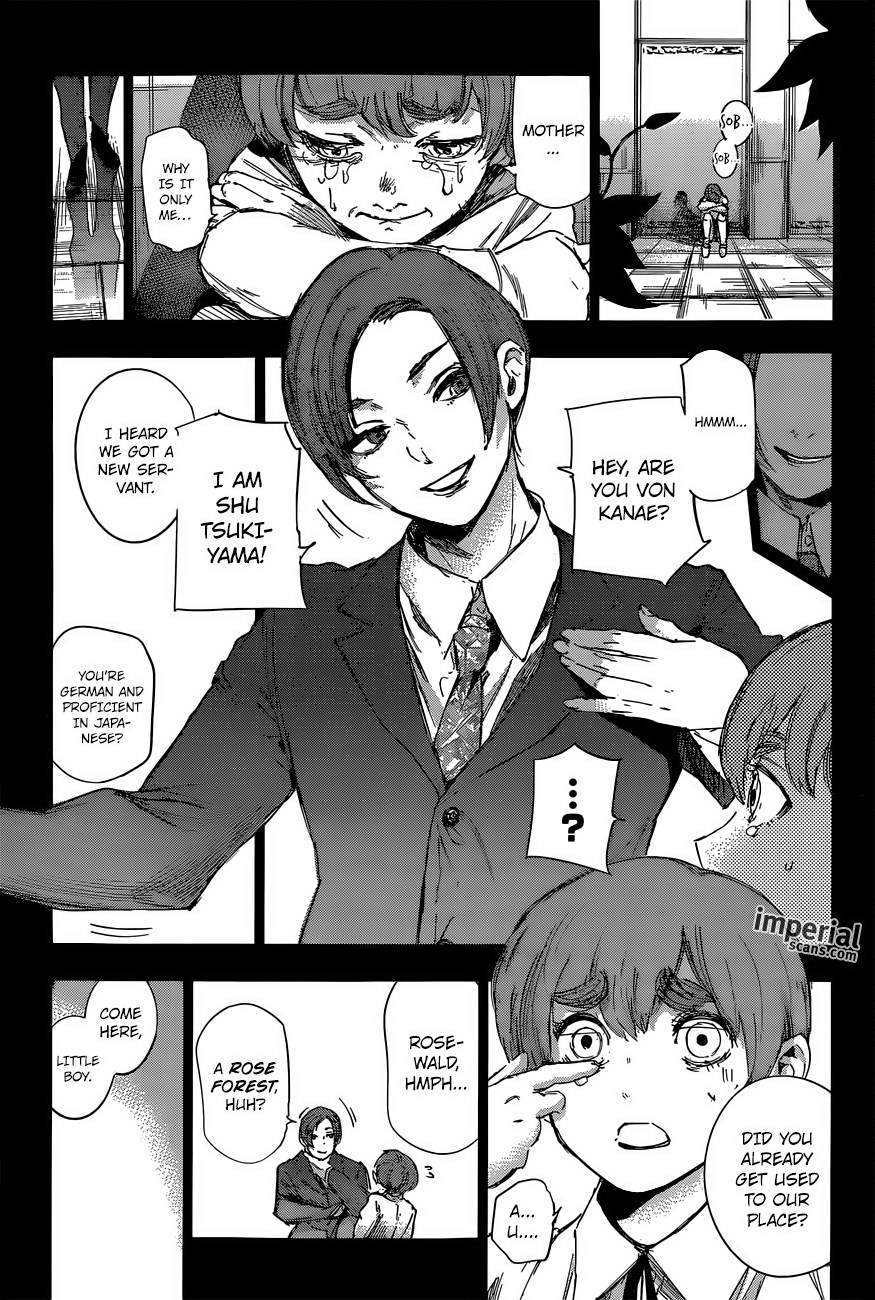 SOB...
SOB...
MOTHER
...
WHY
IS IT
ONLY
ME...
HMMM...
HEY, ARE
YOU VON
KANAE?
I AM
SHU
TSUKI-
YAMA!
I HEARD
WE GOT A
NEW SER-
VANT.
YOU'RE
GERMAN AND
PROFICIENT
IN JAPA-
NESE?
...
?
imperial
scans.com
DID YOU
ALREADY
GET USED
TO OUR
PLACE?
A...
U....
ROSE-
WALD,
HMPH...
A ROSE
FOREST,
HUH?
COME
HERE,
LITTLE
BOY.